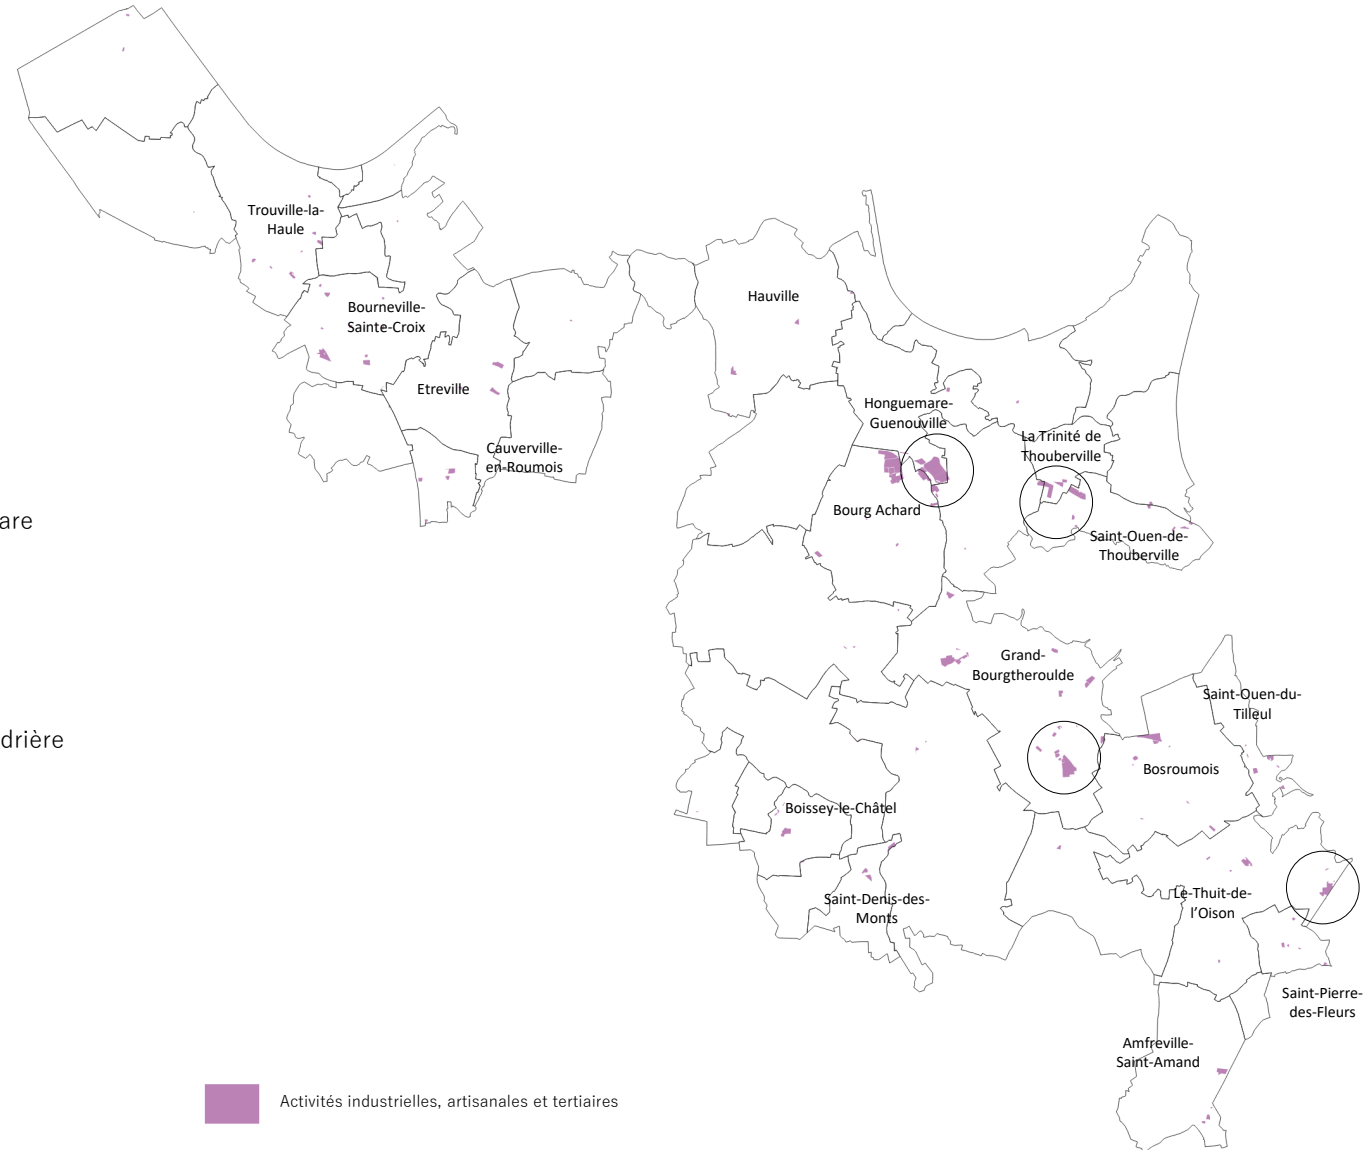 Trouville-la-
Haule
Hauville
Bourneville-
Sainte-Croix
Etreville
Honguemare-
Guenouville
La Trinité de
Thouberville
Cauverville-
en-Roumois
Bourg Achard
are
Saint-Ouen-de-
Thouberville
Grand-
Bourgtheroulde
Saint-Ouen-du-
Tilleul
drière
Bosroumois
Boissey-le-Châtel
Saint-Denis-des-
Monts
Le-Thuit-de-
l'Oison
Saint-Pierre-
des-Fleurs
Amfreville-
Saint-Amand
Activités industrielles, artisanales et tertiaires